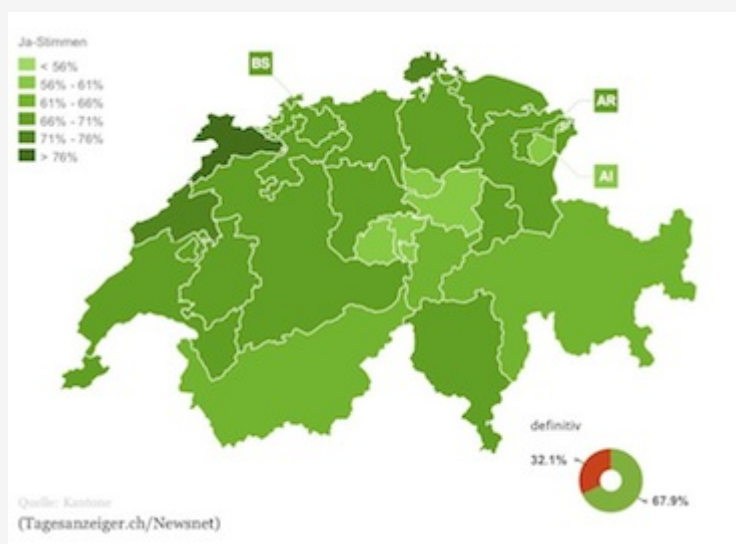 Ja-Stimmen
< 56%
56% - 61%
61% - 66%
66% - 71%
71% - 76%
> 76%
BS
AR
AI
definitiv
32.1%
67.9%
Quelle: Kantone
(Tagesanzeiger.ch/Newsnet)